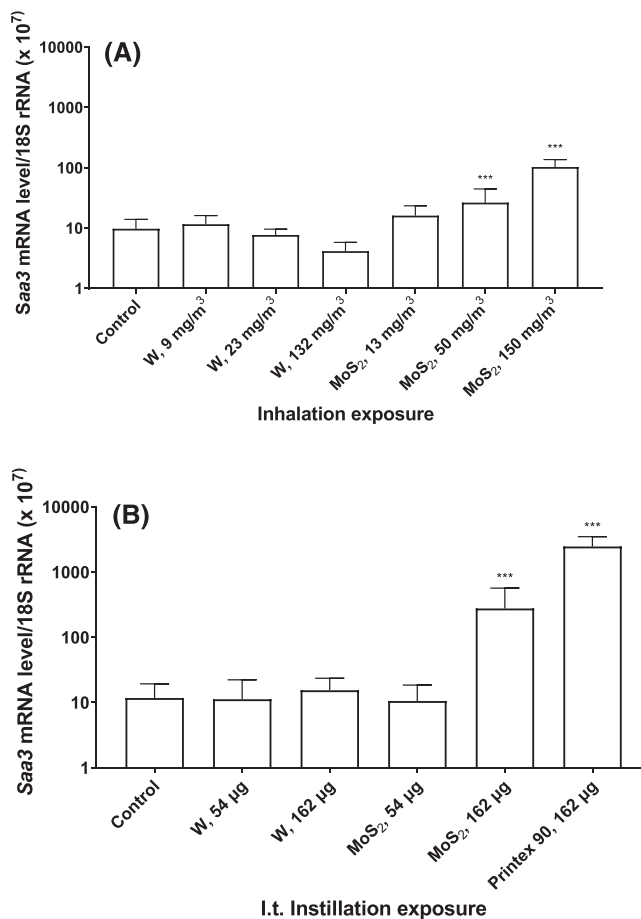 (A)
Saa3 mRNA level/18S rRNA (x 10⁷)
10000
1000
100
10
1
***
***
Control
W, 9 mg/m³
W, 23 mg/m³
W, 132 mg/m³
MoS₂, 13 mg/m³
MoS₂, 50 mg/m³
MoS₂, 150 mg/m³
Inhalation exposure
(B)
Saa3 mRNA level/18S rRNA (x 10⁷)
10000
1000
100
10
1
***
***
Control
W, 54 µg
W, 162 µg
MoS₂, 54 µg
MoS₂, 162 µg
Printex 90, 162 µg
I.t. Instillation exposure